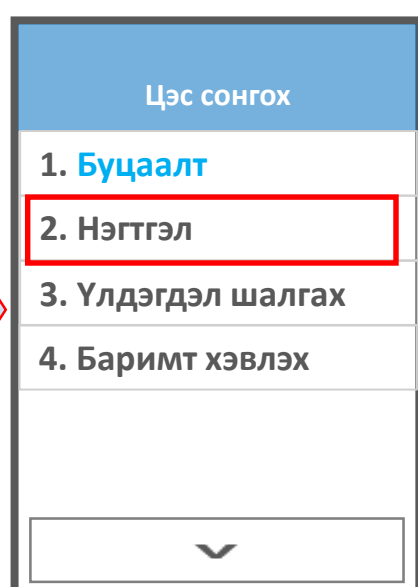 Цэс сонгох
1. Буцаалт
2. Нэгтгэл
3. Үлдэгдэл шалгах
4. Баримт хэвлэх